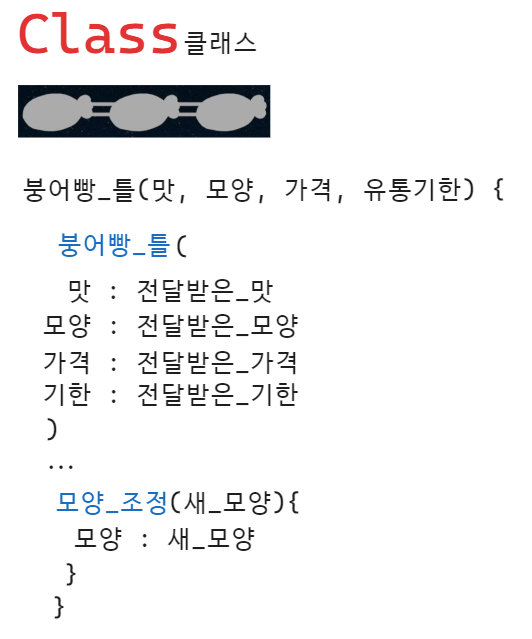 Class 클래스
붕어빵_틀(맛, 모양, 가격, 유통기한) {
붕어빵_틀(
맛 : 전달받은_맛
모양 : 전달받은_모양
가격 : 전달받은_가격
기한 : 전달받은_기한
)
...
모양_조정(새_모양){
모양 : 새_모양
}
}